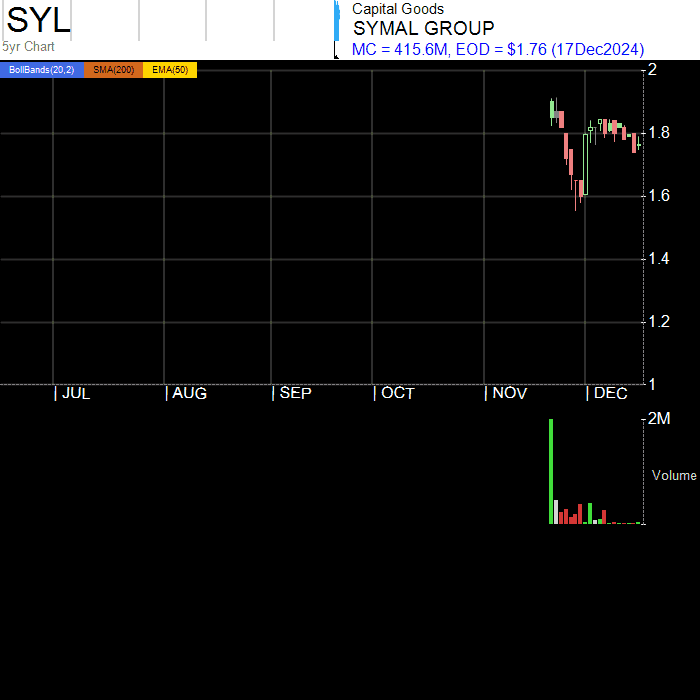 SYL
5yr Chart
Capital Goods
SYMAL GROUP
MC = 415.6M, EOD = $1.76 (17Dec2024)
BollBands(20,2) SMA(200) EMA(50)
2
1.8
1.6
1.4
1.2
1
| JUL | AUG | SEP | OCT | NOV | DEC
2M
Volume